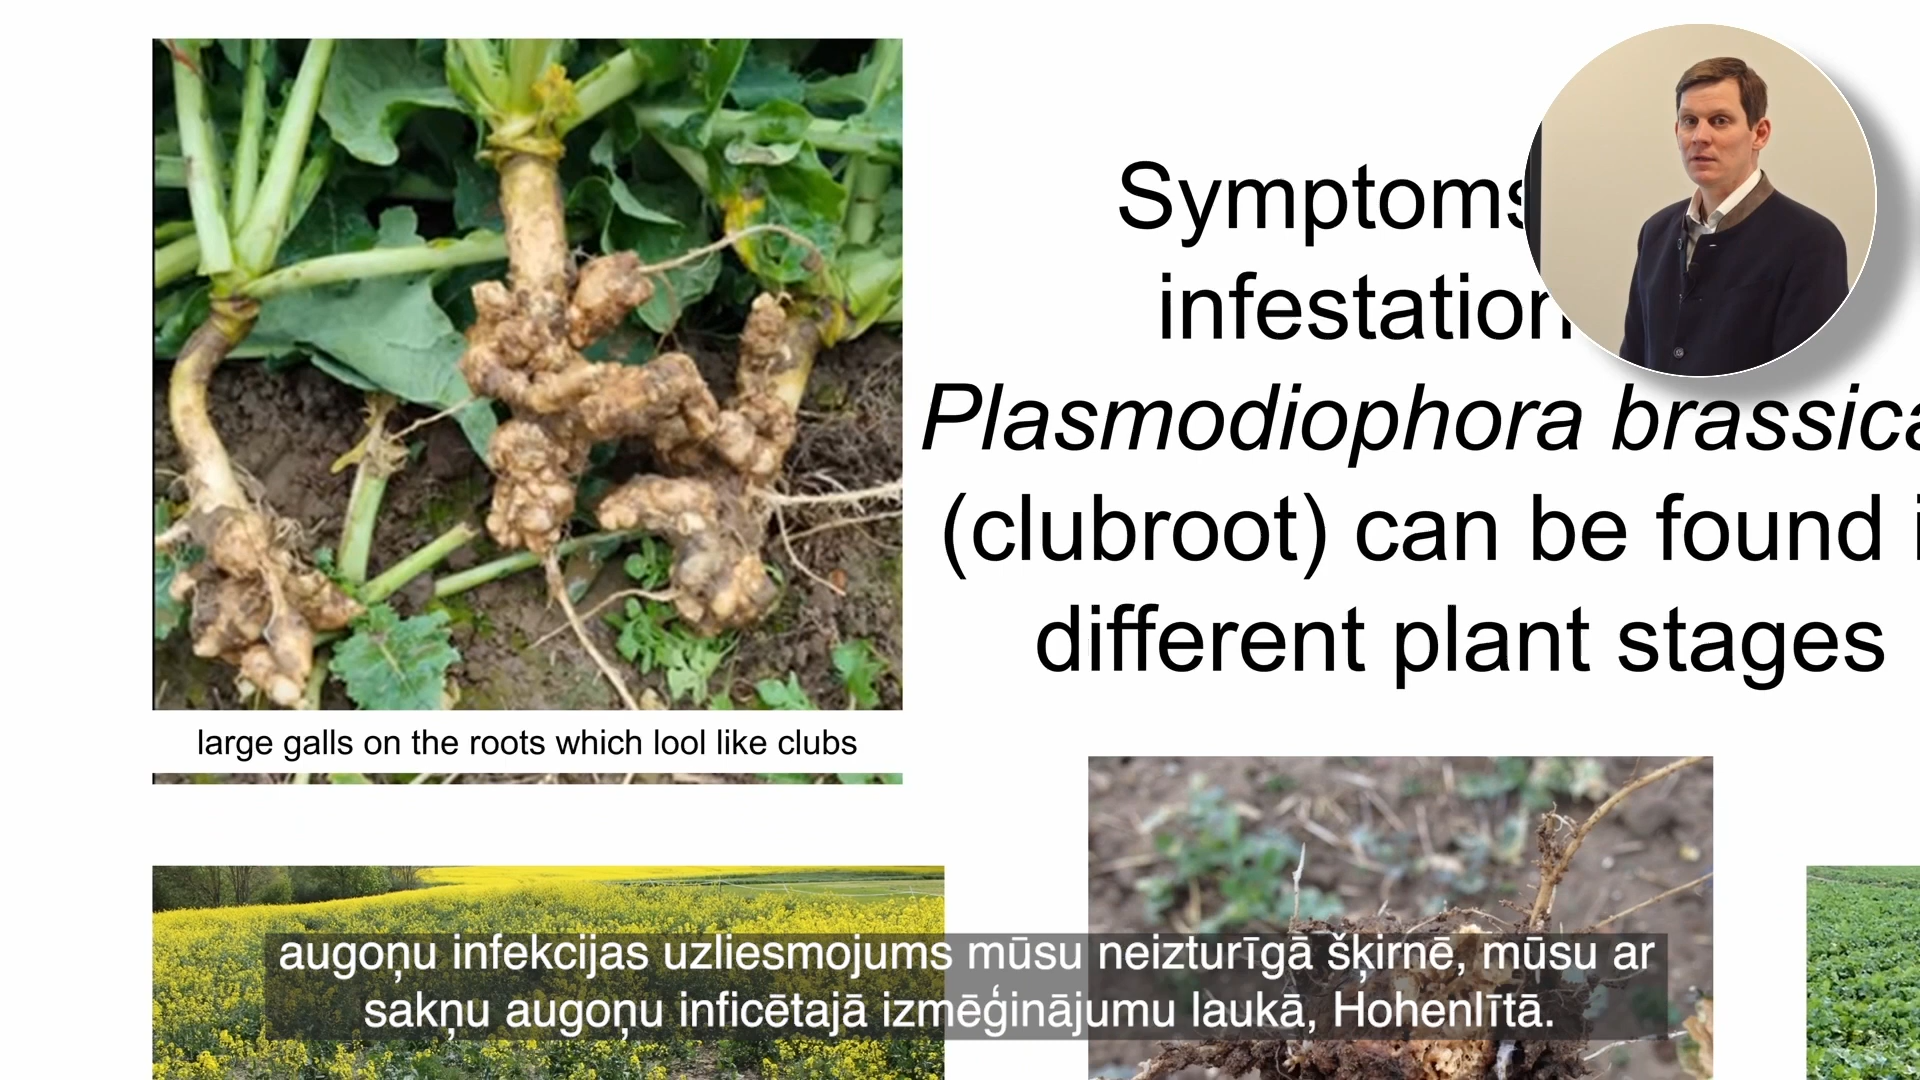 Symptoms
infestation
Plasmodiophora brassica
(clubroot) can be found
different plant stages
large galls on the roots which lool like clubs
augoņu infekcijas uzliesmojums mūsu neizturīgā šķirnē, mūsu ar
sakņu augoņu inficētajā izmēģinājumu laukā, Hohenlītā.